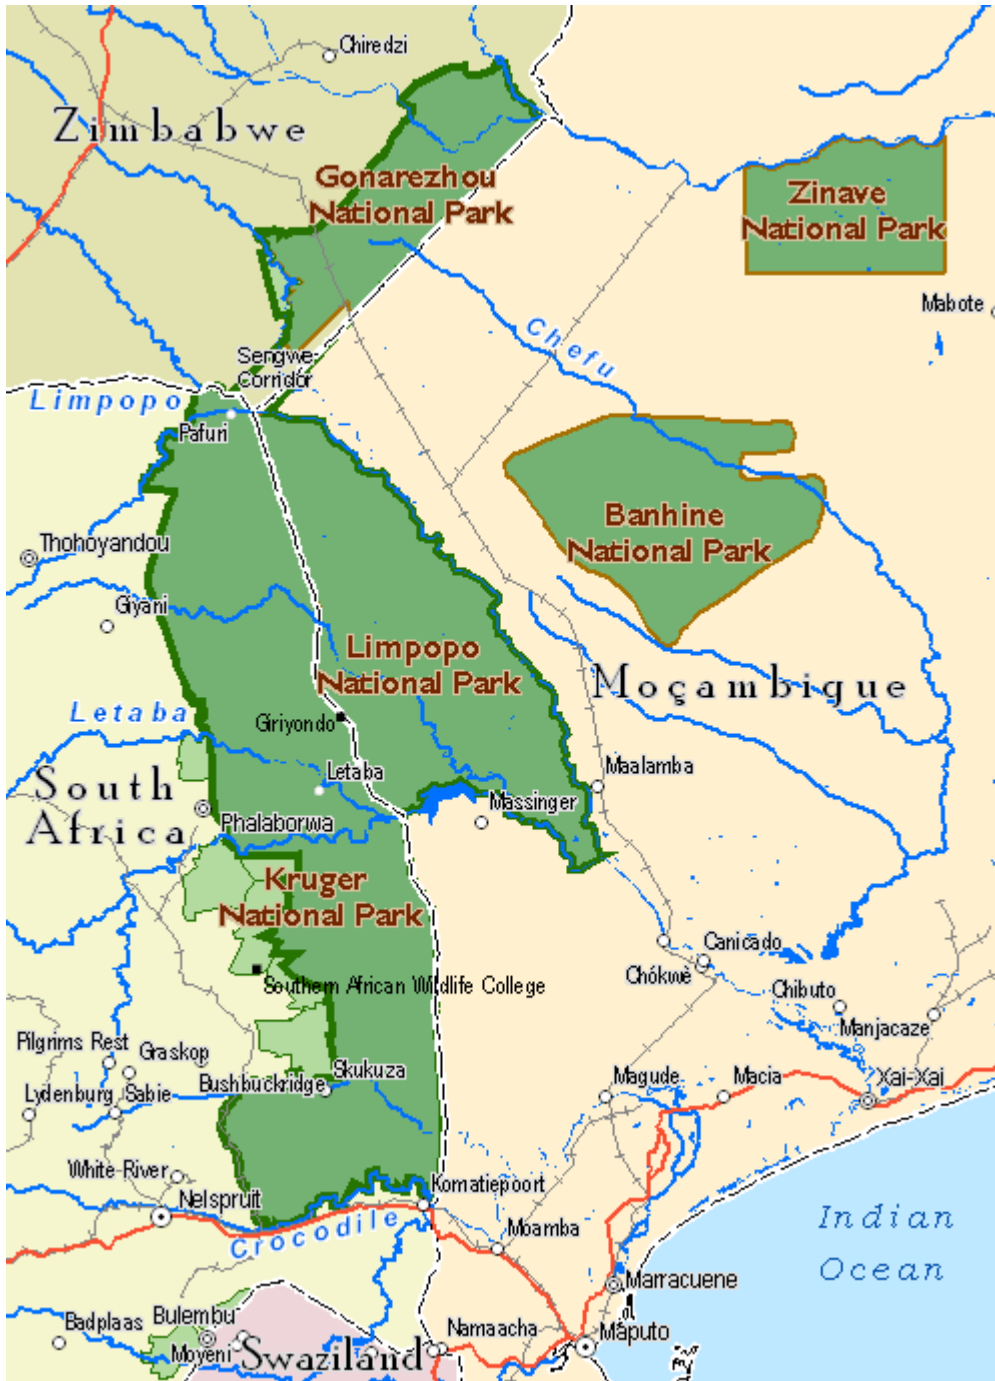 Chiredzi
Zimbabwe
Gonarezhou
National Park
Zinave
National Park
Mabote
Chefu
Sengwe-
Corridor
Limpopo
Pafuri
Banhine
National Park
Thohoyandou
Giyani
Limpopo
National Park
Moçambique
Letaba
Giriyondo
South
Africa
Letaba
Maalamba
Massinger
Phalaborwa
Kruger
National Park
Canicado
Chókwè
Southern African Wildlife College
Chibuto
Manjacaze
Pilgrims Rest
Graskop
Skukuza
Bushbuckridge
Magude
Macia
Xai-Xai
Lydenburg
Sabie
White-River
Nelspruit
Komatiepoort
Crocodile
Moamba
Indian
Ocean
Marracuene
Badplaas
Bulembu
Moyeni
Swaziland
Namaacha
Maputo